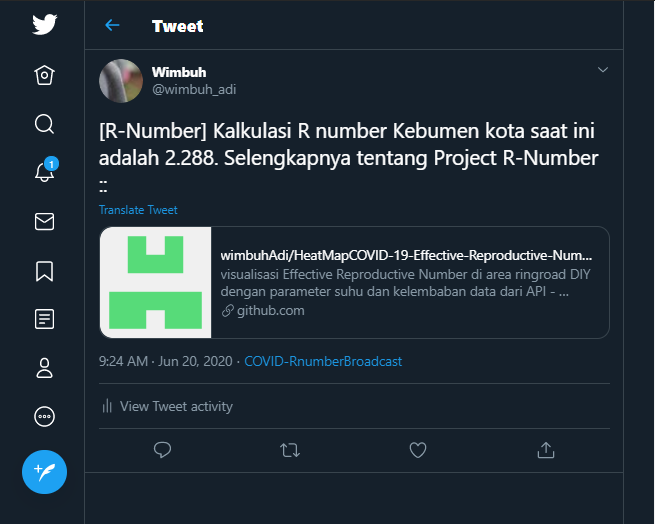 Tweet
Wimbuh
@wimbuh_adi
[R-Number] Kalkulasi R number Kebumen kota saat ini
adalah 2.288. Selengkapnya tentang Project R-Number
::
Translate Tweet
wimbuhAdi/HeatMapCOVID-19-Effective-Reproductive-Num...
visualisasi Effective Reproductive Number di area ringroad DIY
dengan parameter suhu dan kelembaban data dari API - ...
github.com
9:24 AM · Jun 20, 2020 · COVID-RnumberBroadcast
View Tweet activity
1